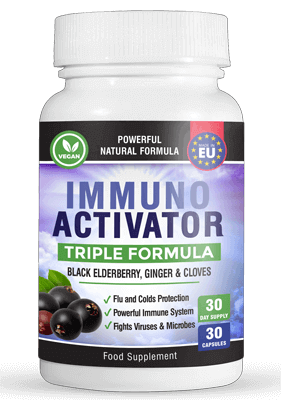 POWERFUL
NATURAL FORMULA
VEGAN
MADE IN
EU
IMMUNO
ACTIVATOR
TRIPLE FORMULA
BLACK ELDERBERRY, GINGER & CLOVES
Flu and Colds Protection
Powerful Immune System
Fights Viruses & Microbes
30
DAY SUPPLY
30
CAPSULES
Food Supplement